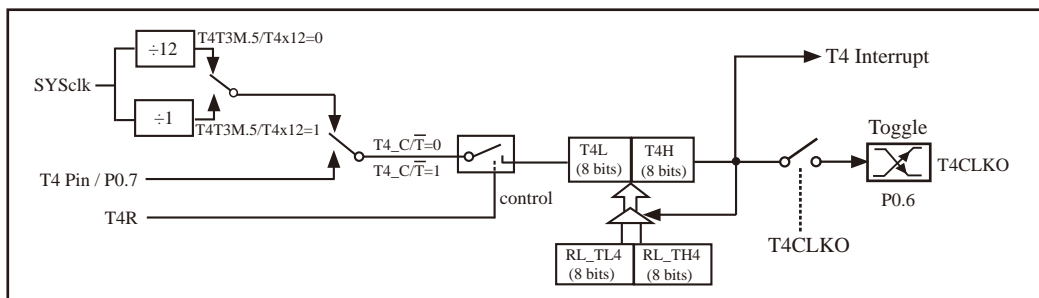 T4T3M.5/T4x12=0
÷12
SYSclk
÷1
T4T3M.5/T4x12=1
T4 Pin / P0.7
T4R
T4_C/T̅=0
T4_C/T̅=1
control
T4L
(8 bits)
T4H
(8 bits)
RL_TL4
(8 bits)
RL_TH4
(8 bits)
T4 Interrupt
Toggle
T4CLKO
P0.6
T4CLKO